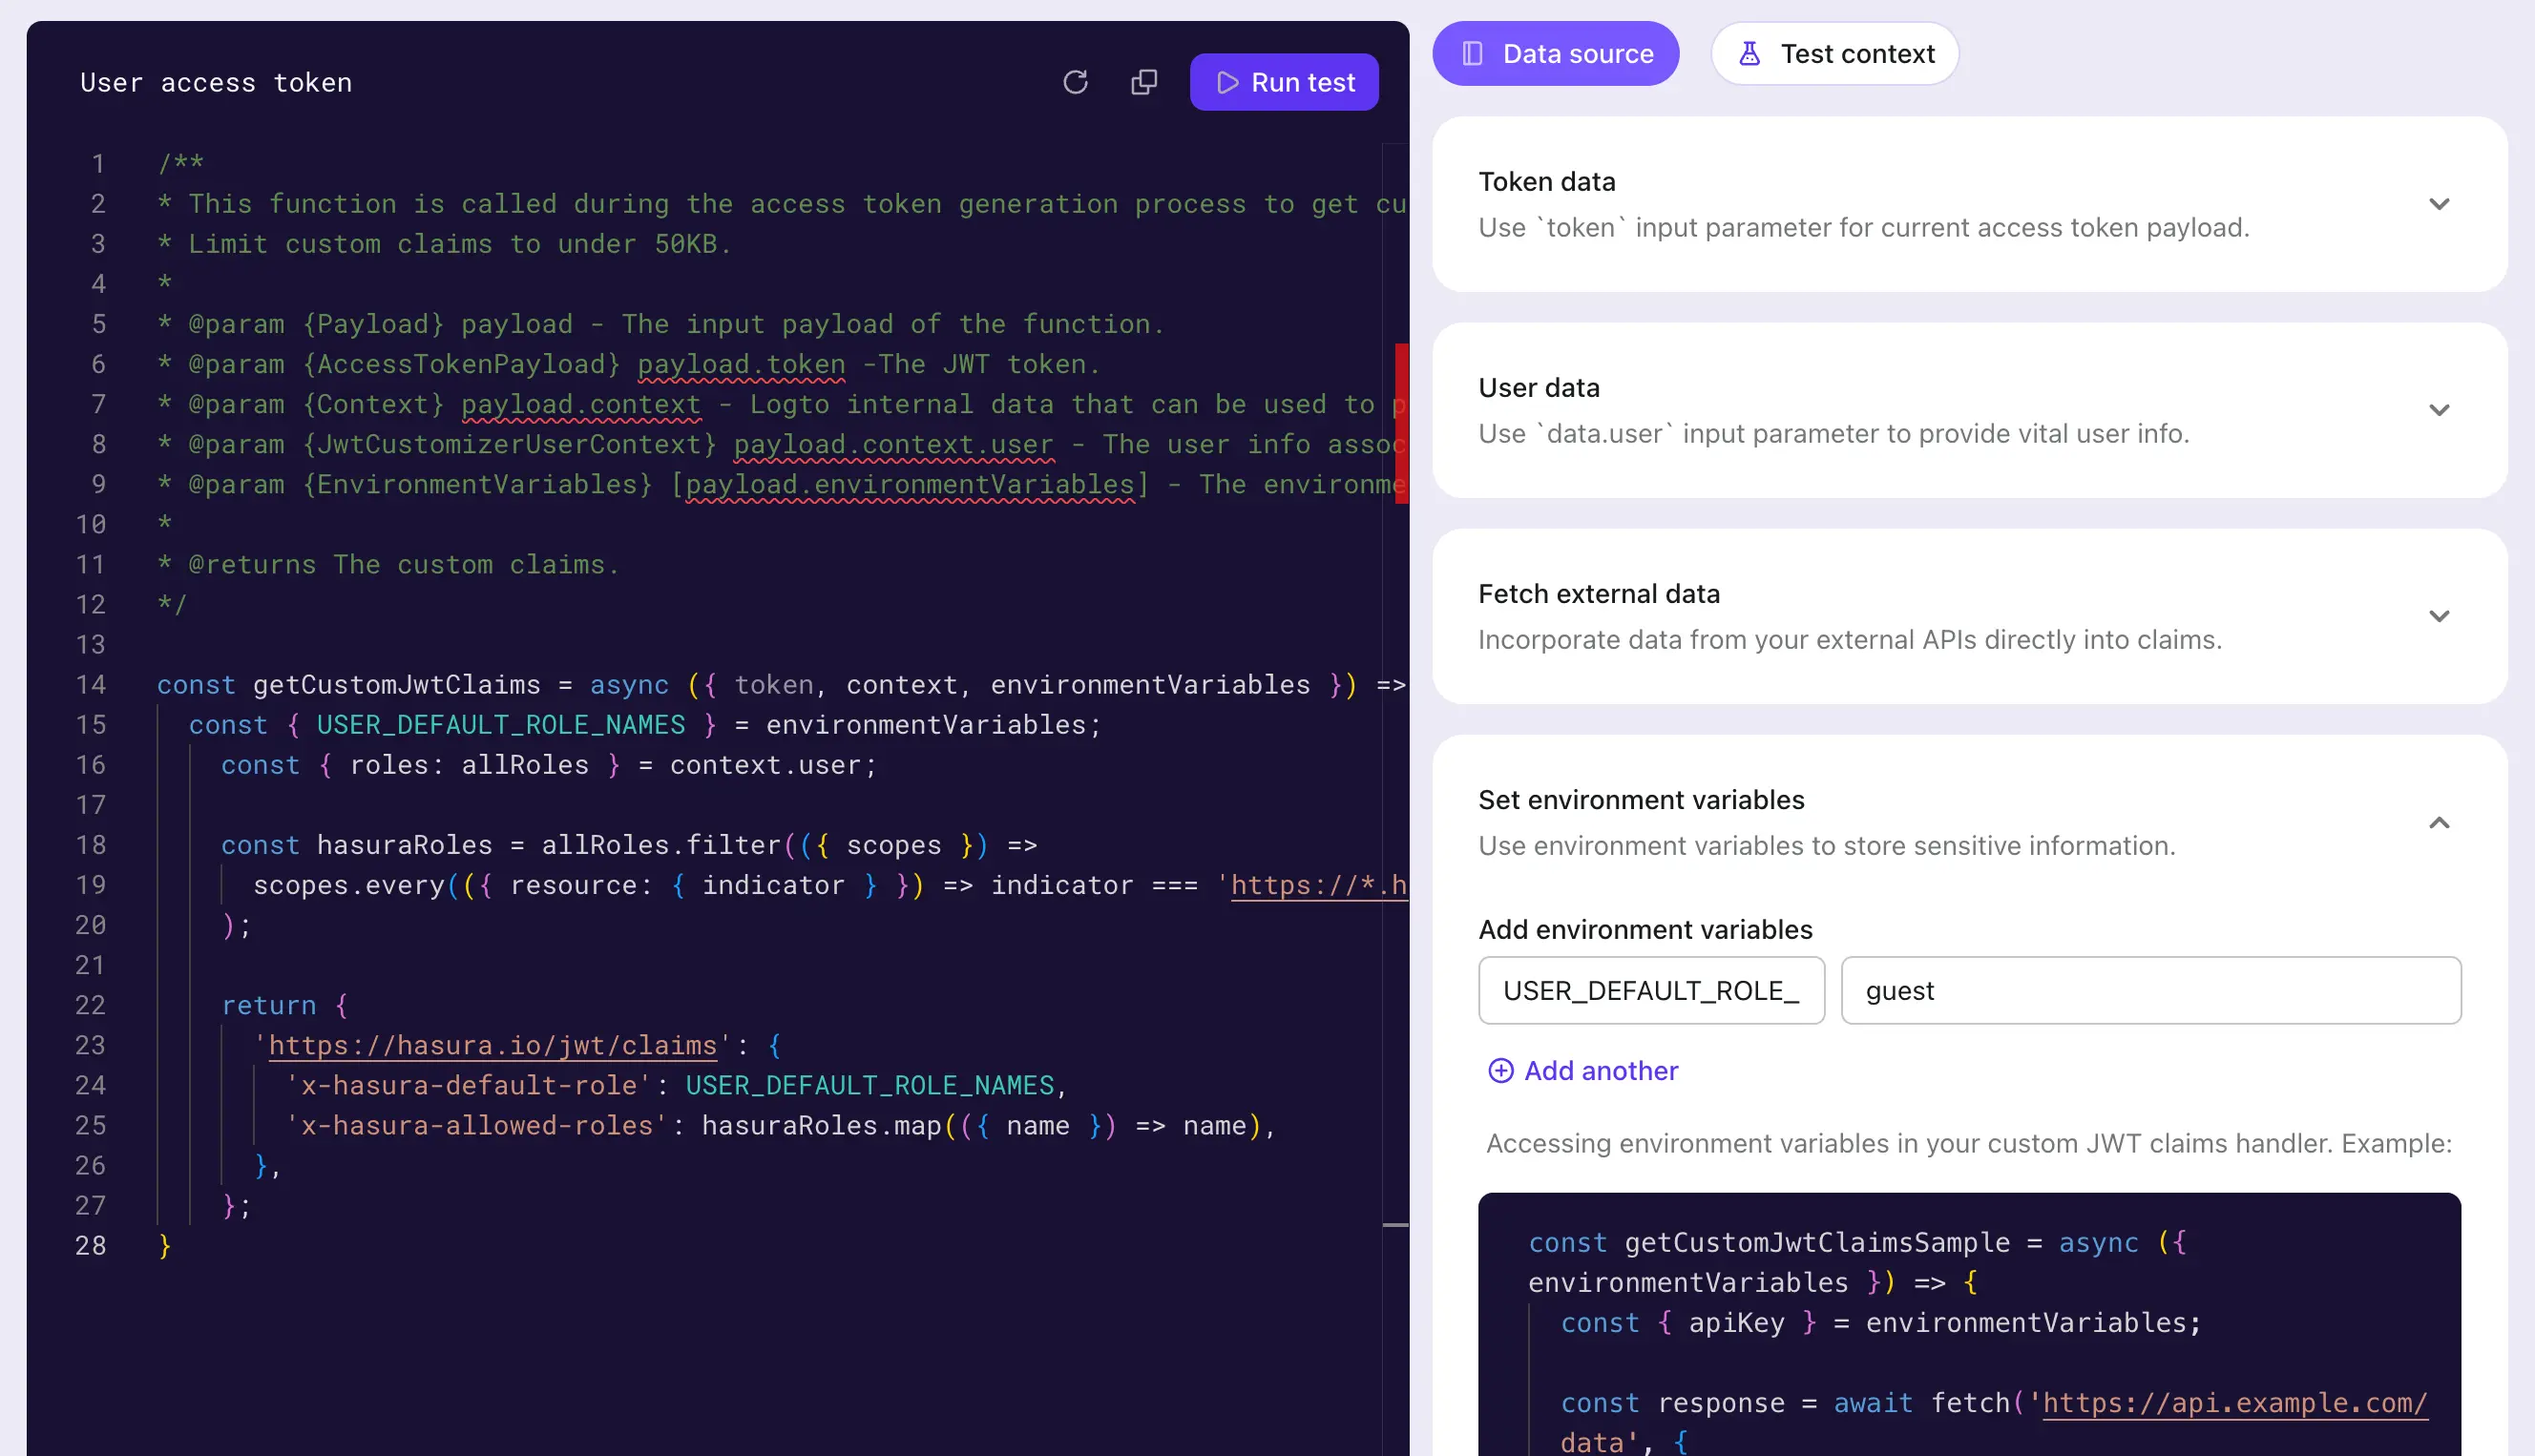 User access token
Run test
1 /**
2 * This function is called during the access token generation process to get cu
3 * Limit custom claims to under 50KB.
4 *
5 * @param {Payload} payload - The input payload of the function.
6 * @param {AccessTokenPayload} payload.token -The JWT token.
7 * @param {Context} payload.context - Logto internal data that can be used to p
8 * @param {JwtCustomizerUserContext} payload.context.user - The user info assoc
9 * @param {EnvironmentVariables} [payload.environmentVariables] - The environme
10 *
11 * @returns The custom claims.
12 */
13
14 const getCustomJwtClaims = async ({ token, context, environmentVariables }) =>
15 const { USER_DEFAULT_ROLE_NAMES } = environmentVariables;
16 const { roles: allRoles } = context.user;
17
18 const hasuraRoles = allRoles.filter(({ scopes }) =>
19 scopes.every(({ resource: { indicator } }) => indicator === 'https://*.h
20 );
21
22 return {
23 'https://hasura.io/jwt/claims': {
24 'x-hasura-default-role': USER_DEFAULT_ROLE_NAMES,
25 'x-hasura-allowed-roles': hasuraRoles.map(({ name }) => name),
26 },
27 };
28 }
Data source
Test context
Token data
Use `token` input parameter for current access token payload.
User data
Use `data.user` input parameter to provide vital user info.
Fetch external data
Incorporate data from your external APIs directly into claims.
Set environment variables
Use environment variables to store sensitive information.
Add environment variables
USER_DEFAULT_ROLE_
guest
Add another
Accessing environment variables in your custom JWT claims handler. Example:
const getCustomJwtClaimsSample = async ({
environmentVariables }) => {
const { apiKey } = environmentVariables;
const response = await fetch('https://api.example.com/
data', {